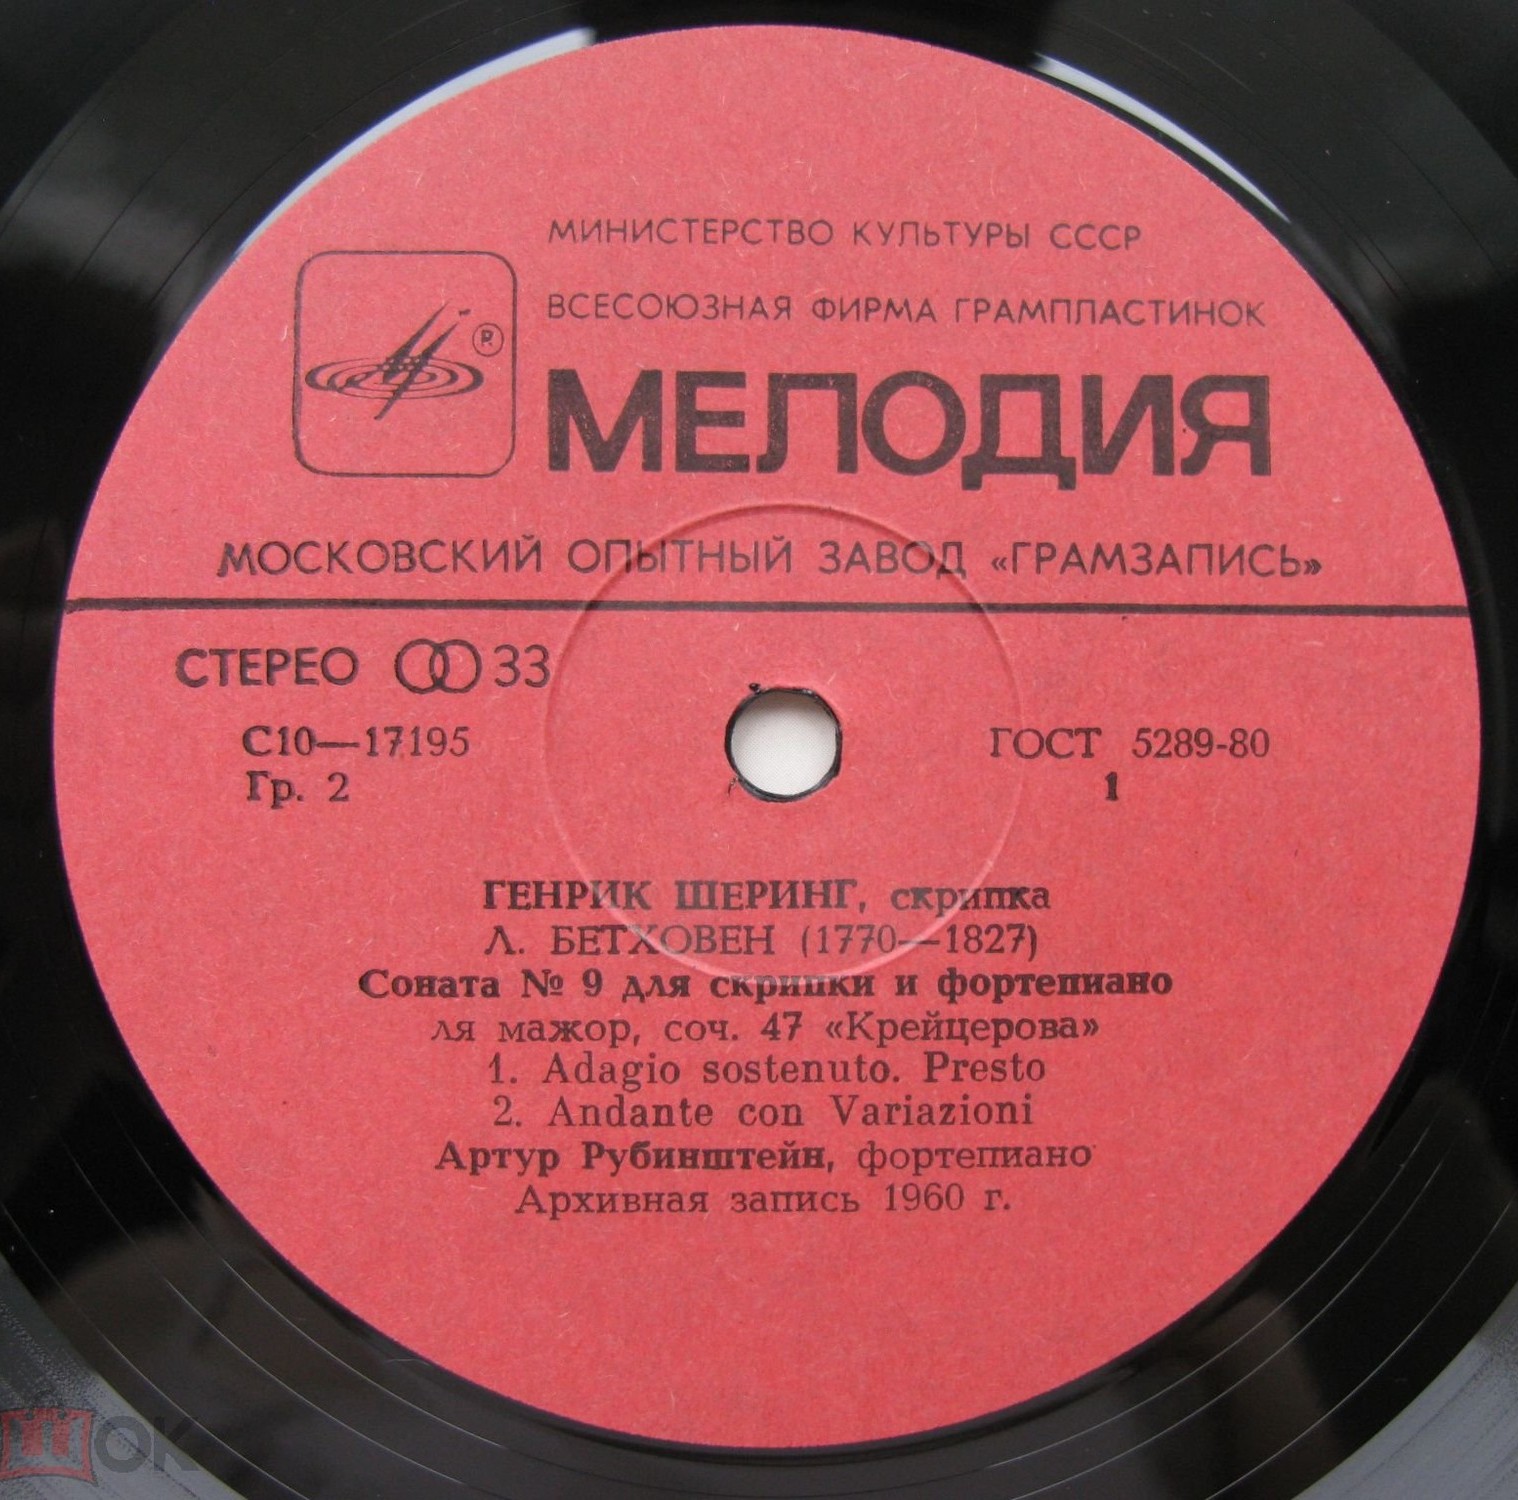 МИНИСТЕРСТВО КУЛЬТУРЫ СССР
ВСЕСОЮЗНАЯ ФИРМА ГРАМПЛАСТИНОК
®
МЕЛОДИЯ
МОСКОВСКИЙ ОПЫТНЫЙ ЗАВОД «ГРАМЗАПИСЬ»
СТЕРЕО 33
С10—17195
ГОСТ 5289-80
Гр. 2
1
ГЕНРИК ШЕРИНГ, скрипка
Л. БЕТХОВЕН (1770—1827)
Соната № 9 для скрипки и фортепиано
ля мажор, соч. 47 «Крейцерова»
1. Adagio sostenuto. Presto
2. Andante con Variazioni
Артур Рубинштейн, фортепиано
Архивная запись 1960 г.
ШОК